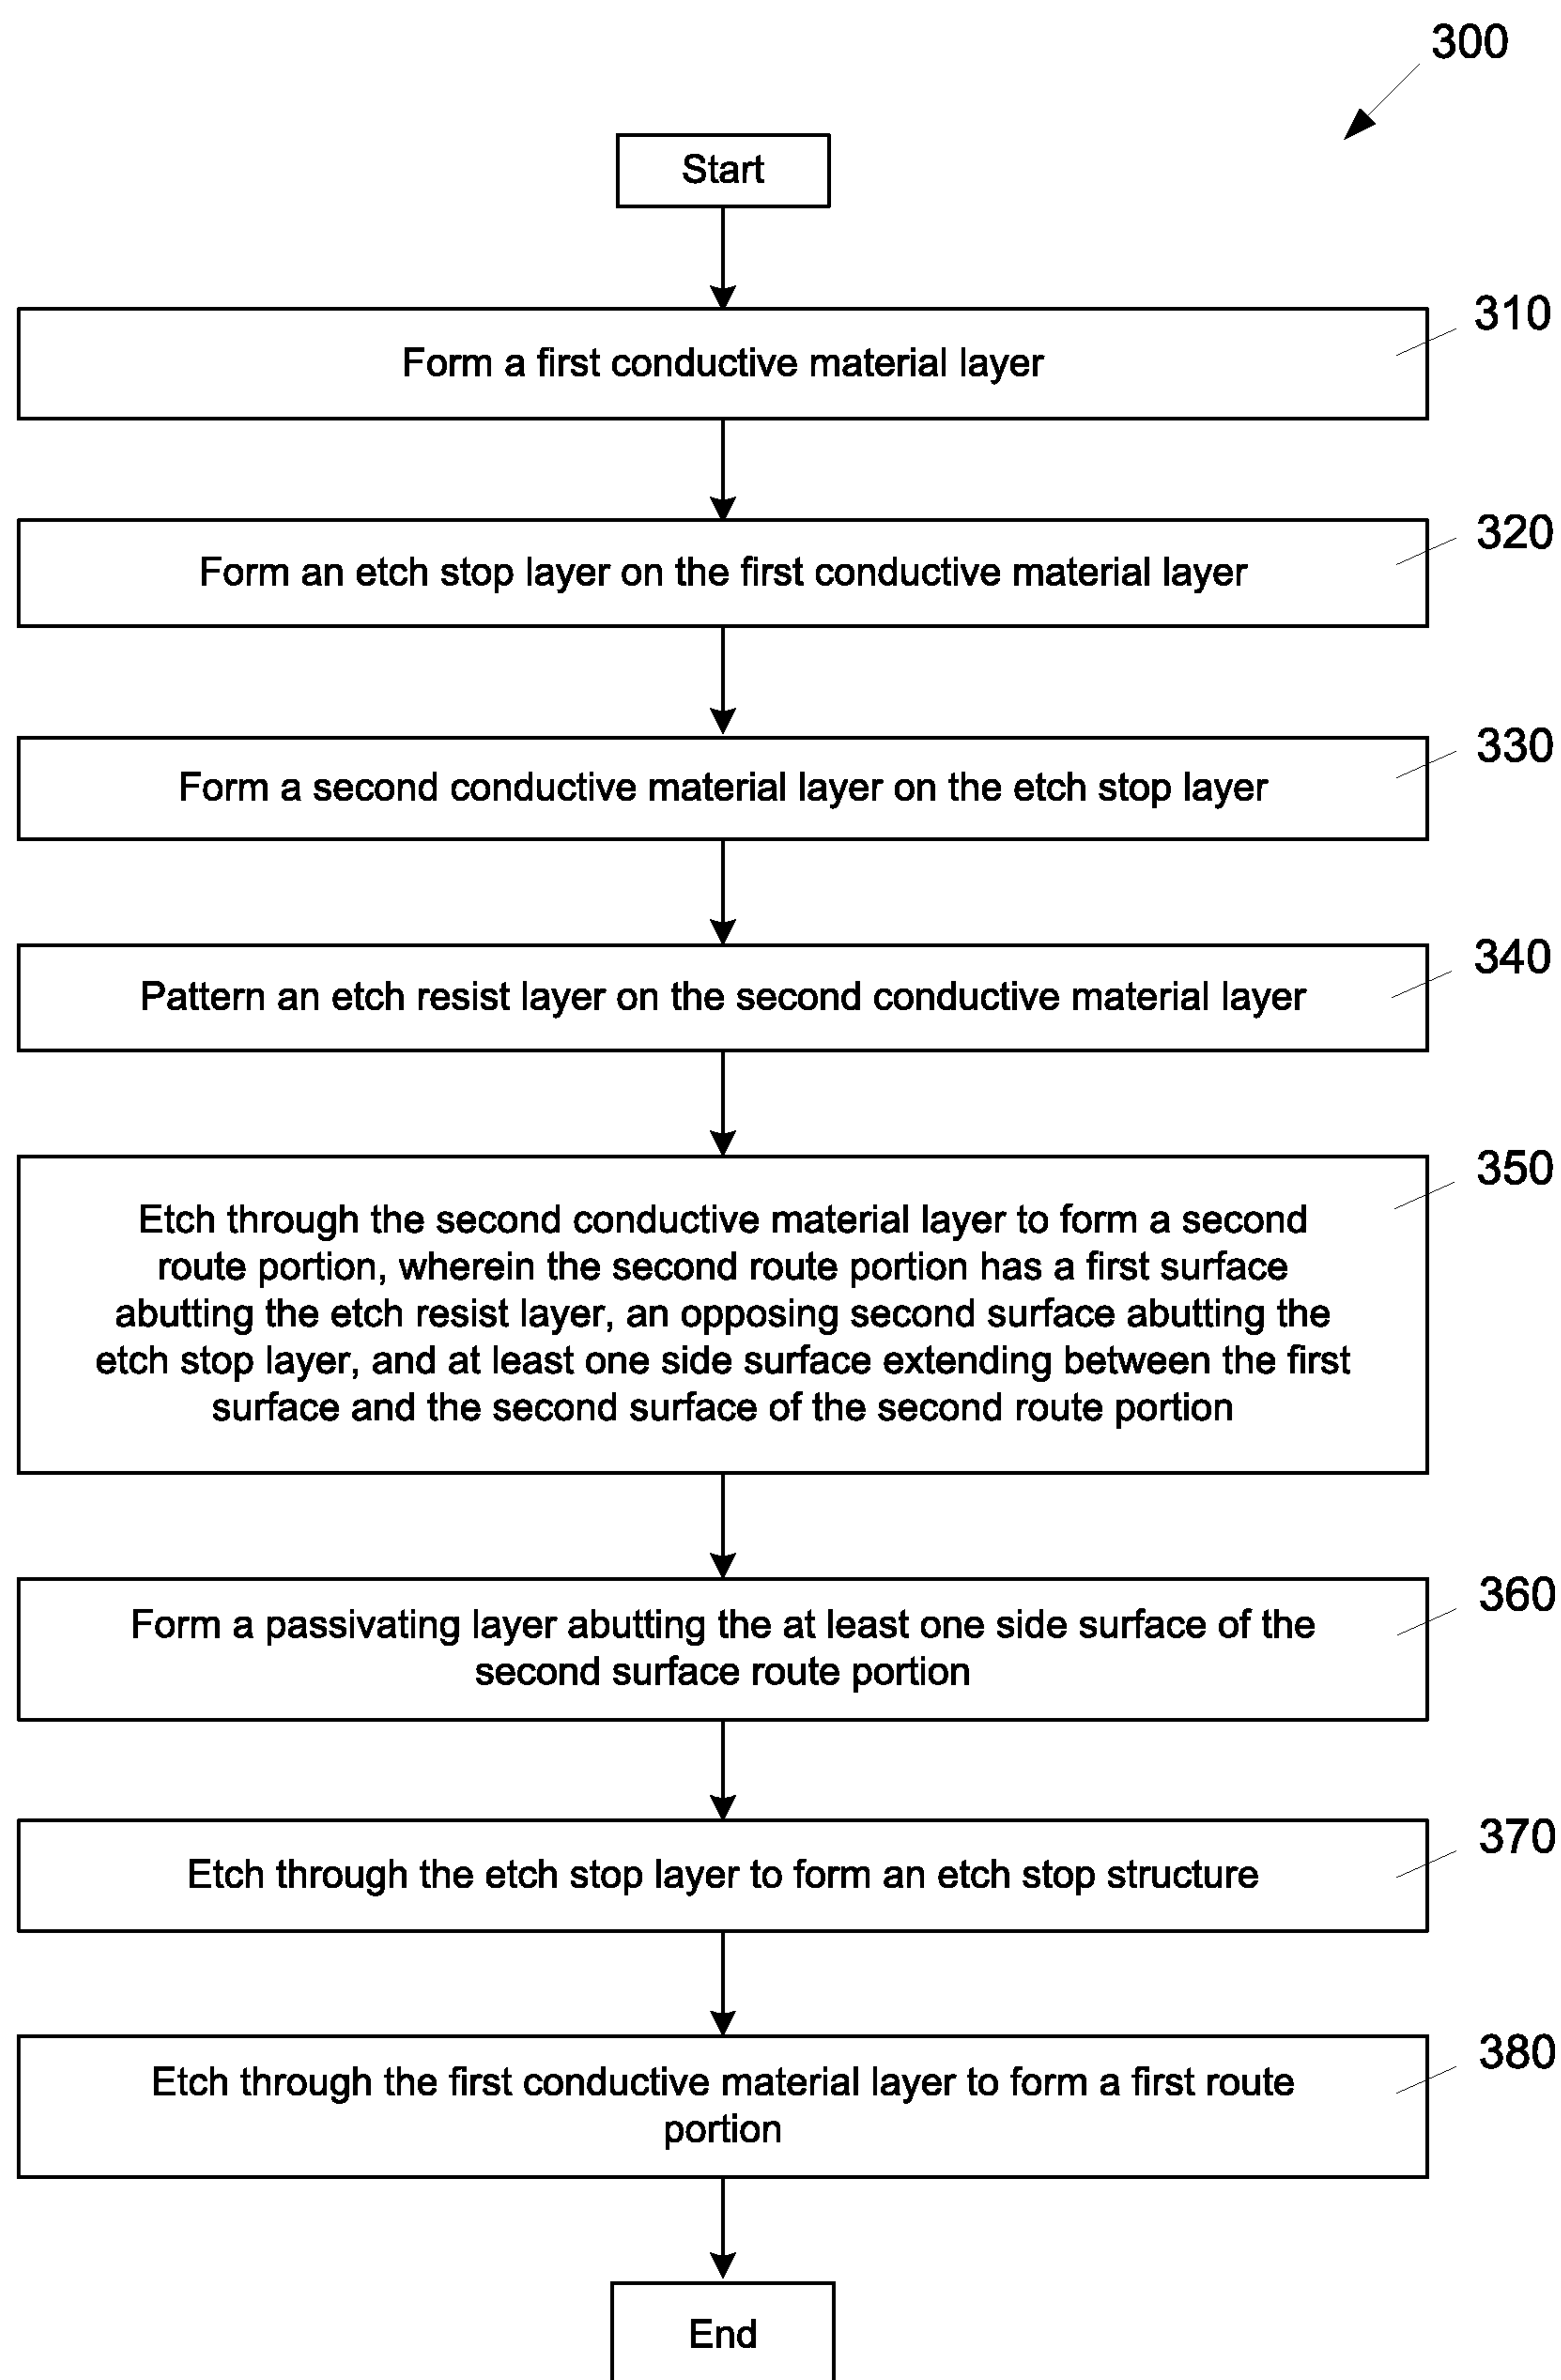 300
Start
310
Form a first conductive material layer
320
Form an etch stop layer on the first conductive material layer
330
Form a second conductive material layer on the etch stop layer
340
Pattern an etch resist layer on the second conductive material layer
350
Etch through the second conductive material layer to form a second
route portion, wherein the second route portion has a first surface
abutting the etch resist layer, an opposing second surface abutting the
etch stop layer, and at least one side surface extending between the first
surface and the second surface of the second route portion
360
Form a passivating layer abutting the at least one side surface of the
second surface route portion
370
Etch through the etch stop layer to form an etch stop structure
380
Etch through the first conductive material layer to form a first route
portion
End